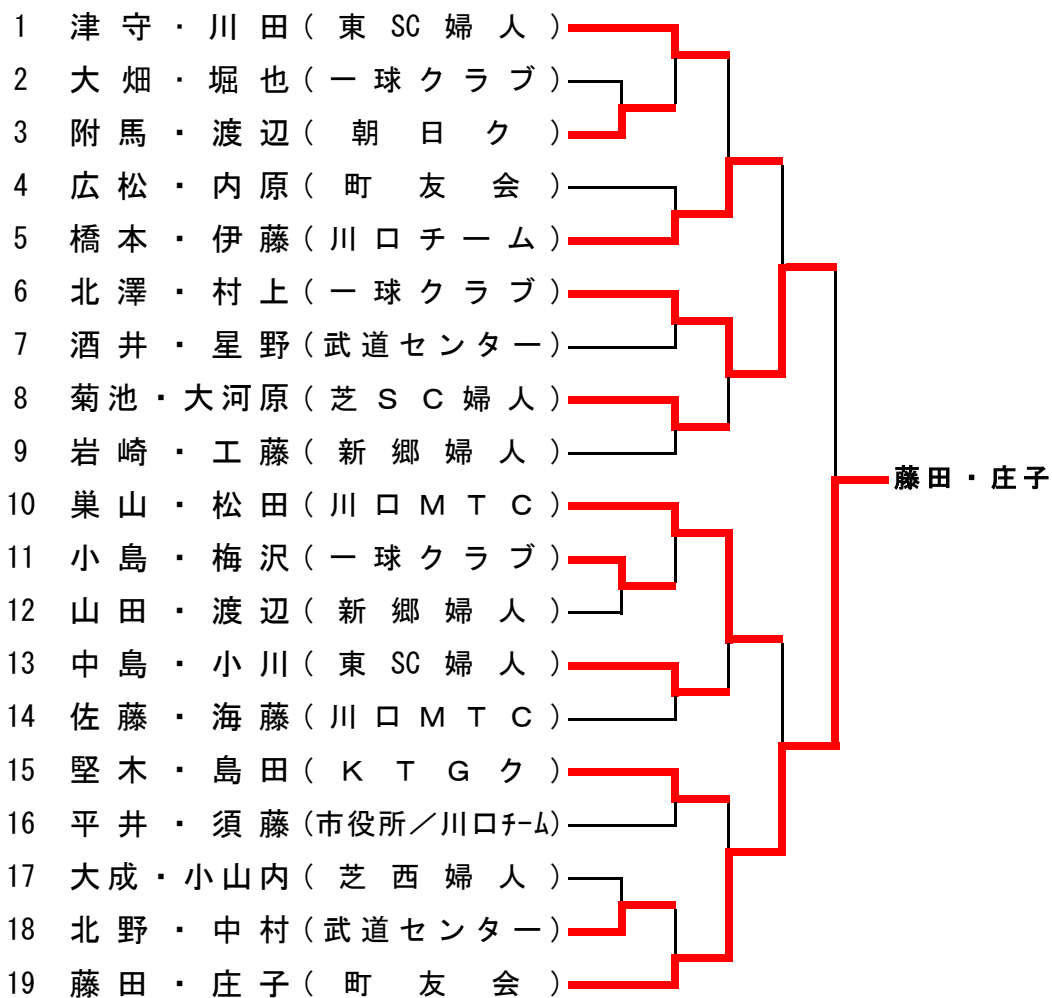 1 津守・川田(東SC婦人)
2 大畑・堀也(一球クラブ)
3 附馬・渡辺(朝日ク)
4 広松・内原(町友会)
5 橋本・伊藤(川口チーム)
6 北澤・村上(一球クラブ)
7 酒井・星野(武道センター)
8 菊池・大河原(芝SC婦人)
9 岩崎・工藤(新郷婦人)
藤田・庄子
10 巣山・松田(川口MTC)
11 小島・梅沢(一球クラブ)
12 山田・渡辺(新郷婦人)
13 中島・小川(東SC婦人)
14 佐藤・海藤(川口MTC)
15 堅木・島田(KTGク)
16 平井・須藤(市役所/川口ﾁｰﾑ)
17 大成・小山内(芝西婦人)
18 北野・中村(武道センター)
19 藤田・庄子(町友会)